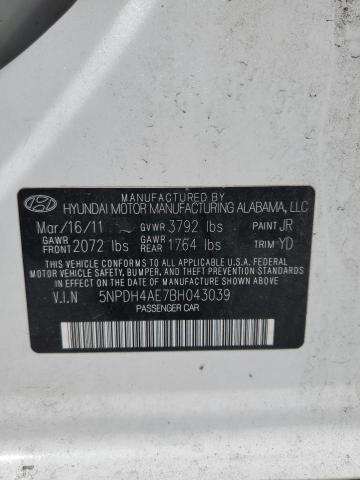 MANUFACTURED BY
HYUNDAI MOTOR MANUFACTURING ALABAMA, LLC
Mar/16/11 GVWR 3792 lbs PAINT JR
GAWR FRONT 2072 lbs GAWR REAR 1764 lbs TRIM YD
THIS VEHICLE CONFORMS TO ALL APPLICABLE U.S. FEDERAL
MOTOR VEHICLE SAFETY, BUMPER, AND THEFT PREVENTION
STANDARDS IN EFFECT ON THE DATE OF MANUFACTURE SHOWN ABOVE.
V.I.N 5NPDH4AE7BH043039
PASSENGER CAR